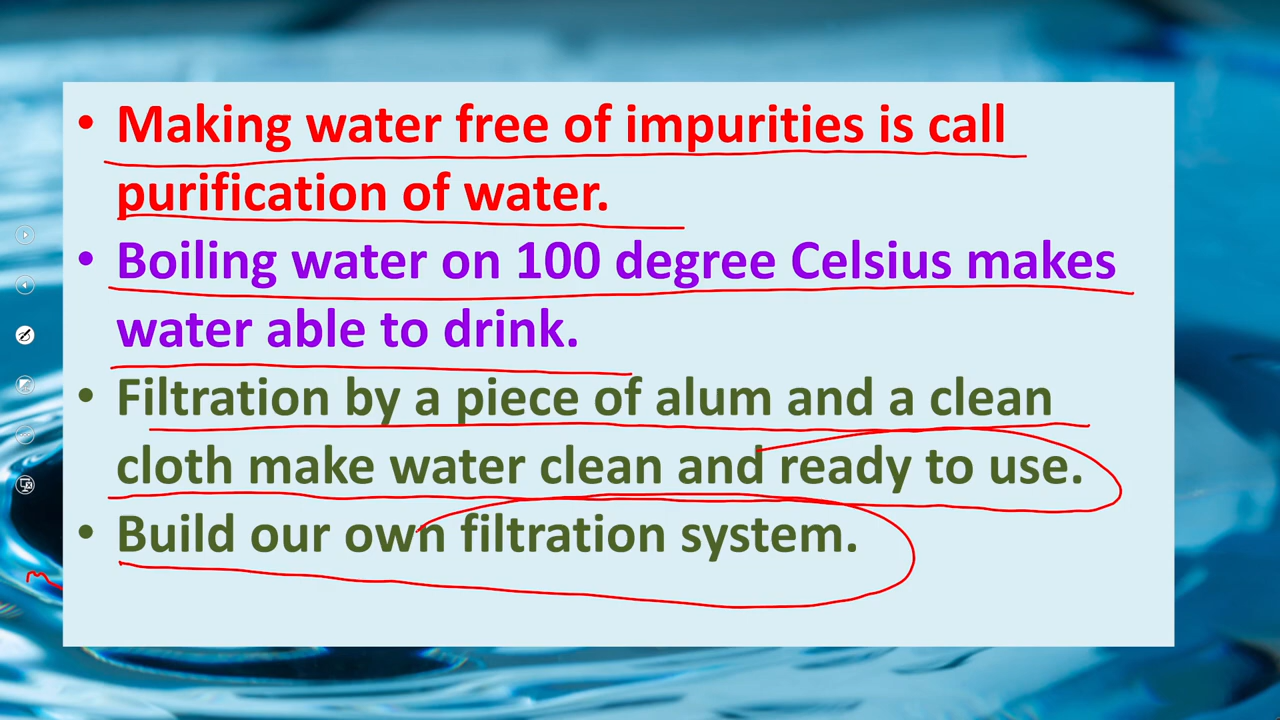 • Making water free of impurities is call
purification of water.
• Boiling water on 100 degree Celsius makes
water able to drink.
• Filtration by a piece of alum and a clean
cloth make water clean and ready to use.
• Build our own filtration system.